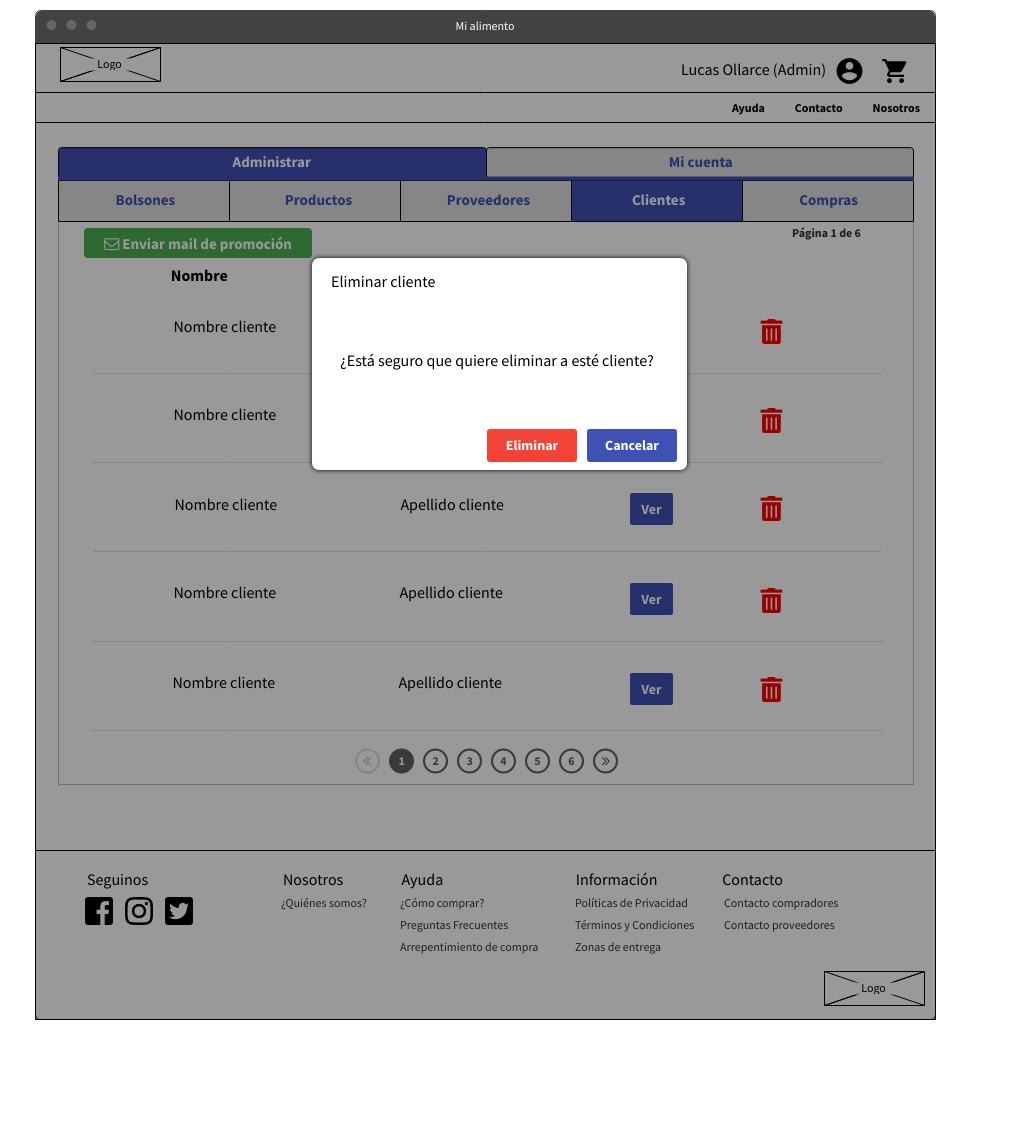 Mi alimento
Logo
Lucas Ollarce (Admin)
Ayuda Contacto Nosotros
Administrar Mi cuenta
Bolsones Productos Proveedores Clientes Compras
Enviar mail de promoción
Página 1 de 6
Nombre
Eliminar cliente
Nombre cliente
¿Está seguro que quiere eliminar a esté cliente?
Nombre cliente
Eliminar Cancelar
Nombre cliente Apellido cliente Ver
Nombre cliente Apellido cliente Ver
Nombre cliente Apellido cliente Ver
« 1 2 3 4 5 6 »
Seguinos Nosotros Ayuda Información Contacto
¿Quiénes somos? ¿Cómo comprar? Políticas de Privacidad Contacto compradores
Preguntas Frecuentes Términos y Condiciones Contacto proveedores
Arrepentimiento de compra Zonas de entrega
Logo